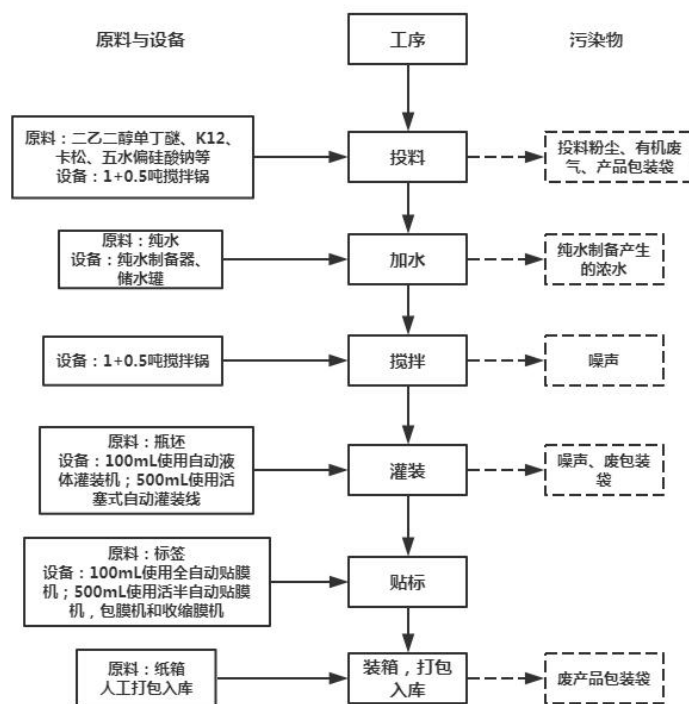 原料与设备
工序
污染物
原料：二乙二醇单丁醚、K12、
卡松、五水偏硅酸钠等
设备：1+0.5吨搅拌锅
投料
投料粉尘、有机废
气、产品包装袋
原料：纯水
设备：纯水制备器、
储水罐
加水
纯水制备产生
的浓水
设备：1+0.5吨搅拌锅
搅拌
噪声
原料：瓶坯
设备：100mL使用自动液
体灌装机；500mL使用活
塞式自动灌装线
灌装
噪声、废包装
袋
原料：标签
设备：100mL使用全自动贴膜
机；500mL使用活半自动贴膜
机，包膜机和收缩膜机
贴标
原料：纸箱
人工打包入库
装箱，打包
入库
废产品包装袋